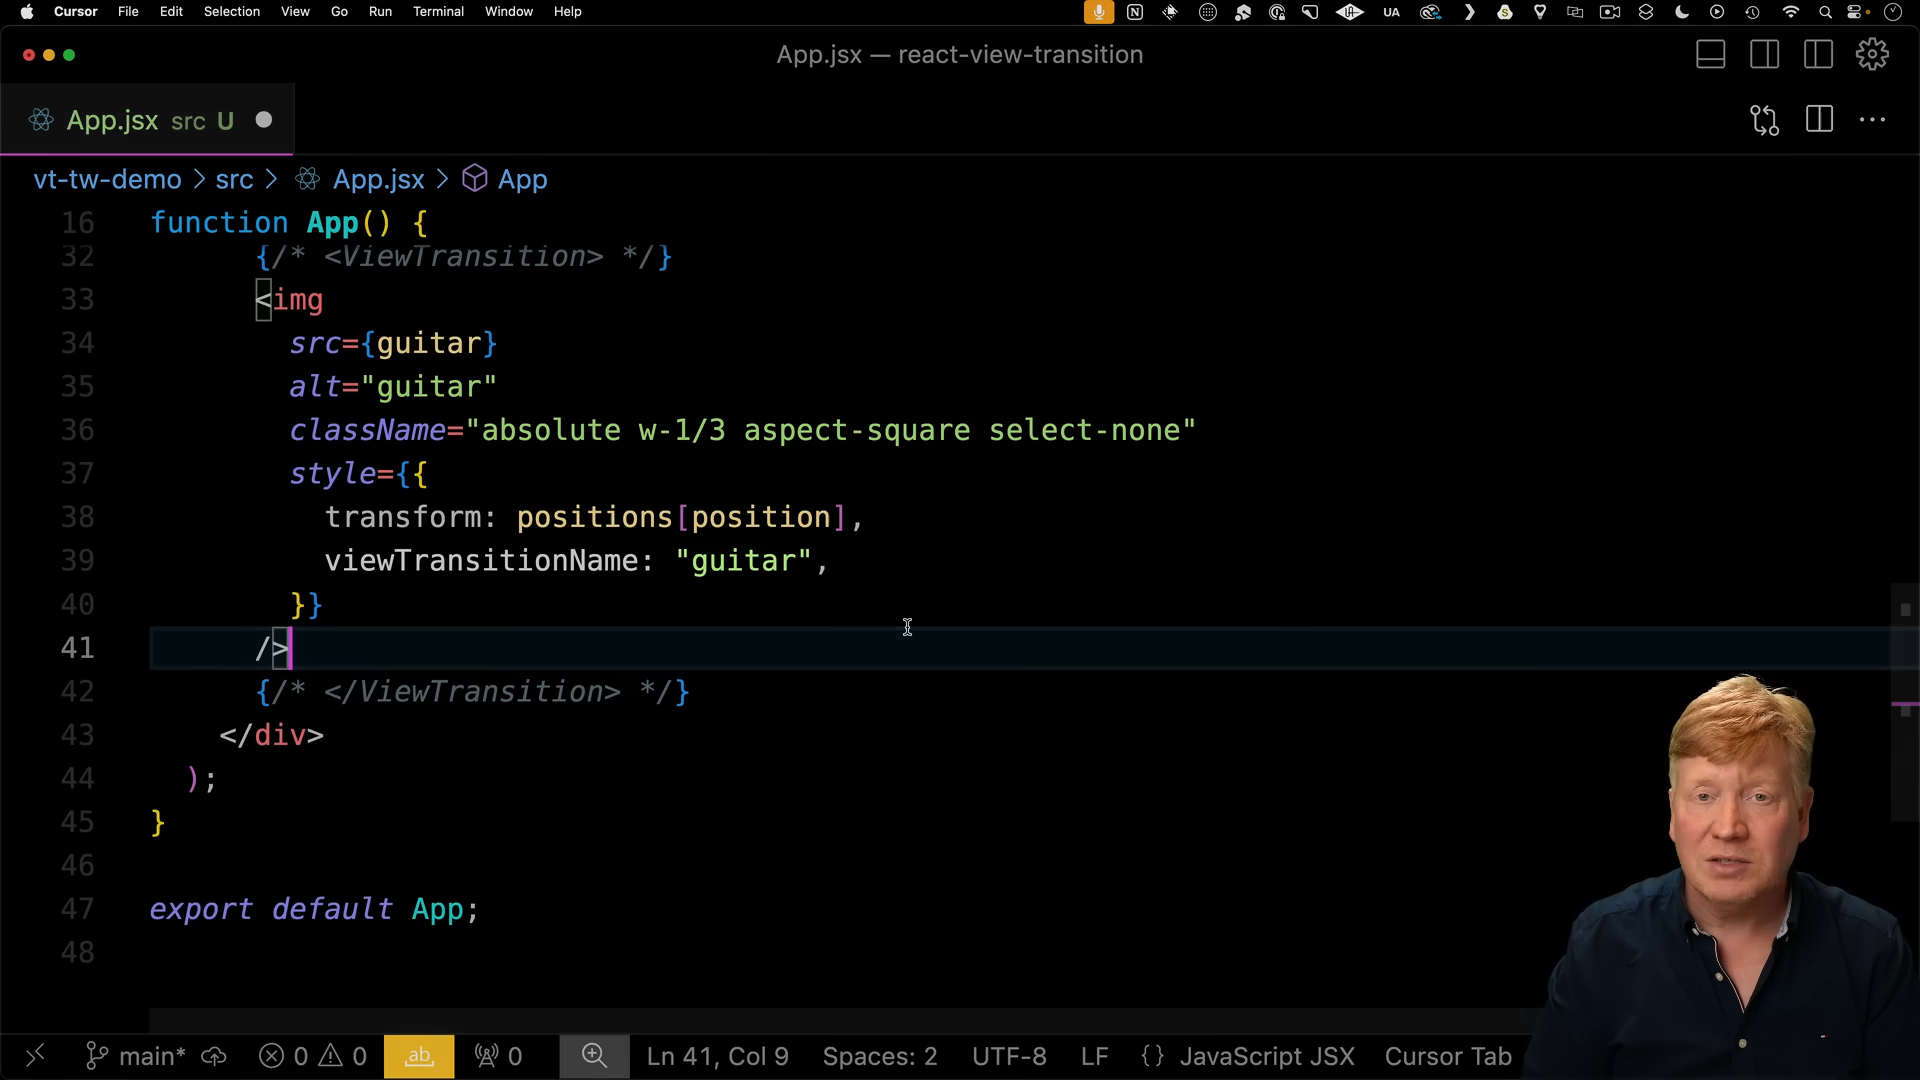 Cursor File Edit Selection View Go Run Terminal Window Help UA
App.jsx — react-view-transition
App.jsx src U
vt-tw-demo > src > App.jsx > App
16 function App() {
32 {/* <ViewTransition> */}
33 <img
34 src={guitar}
35 alt="guitar"
36 className="absolute w-1/3 aspect-square select-none"
37 style={{
38 transform: positions[position],
39 viewTransitionName: "guitar",
40 }}
41 />
42 {/* </ViewTransition> */}
43 </div>
44 );
45 }
46
47 export default App;
48
main* 0 0 ab 0 Ln 41, Col 9 Spaces: 2 UTF-8 LF {} JavaScript JSX Cursor Tab